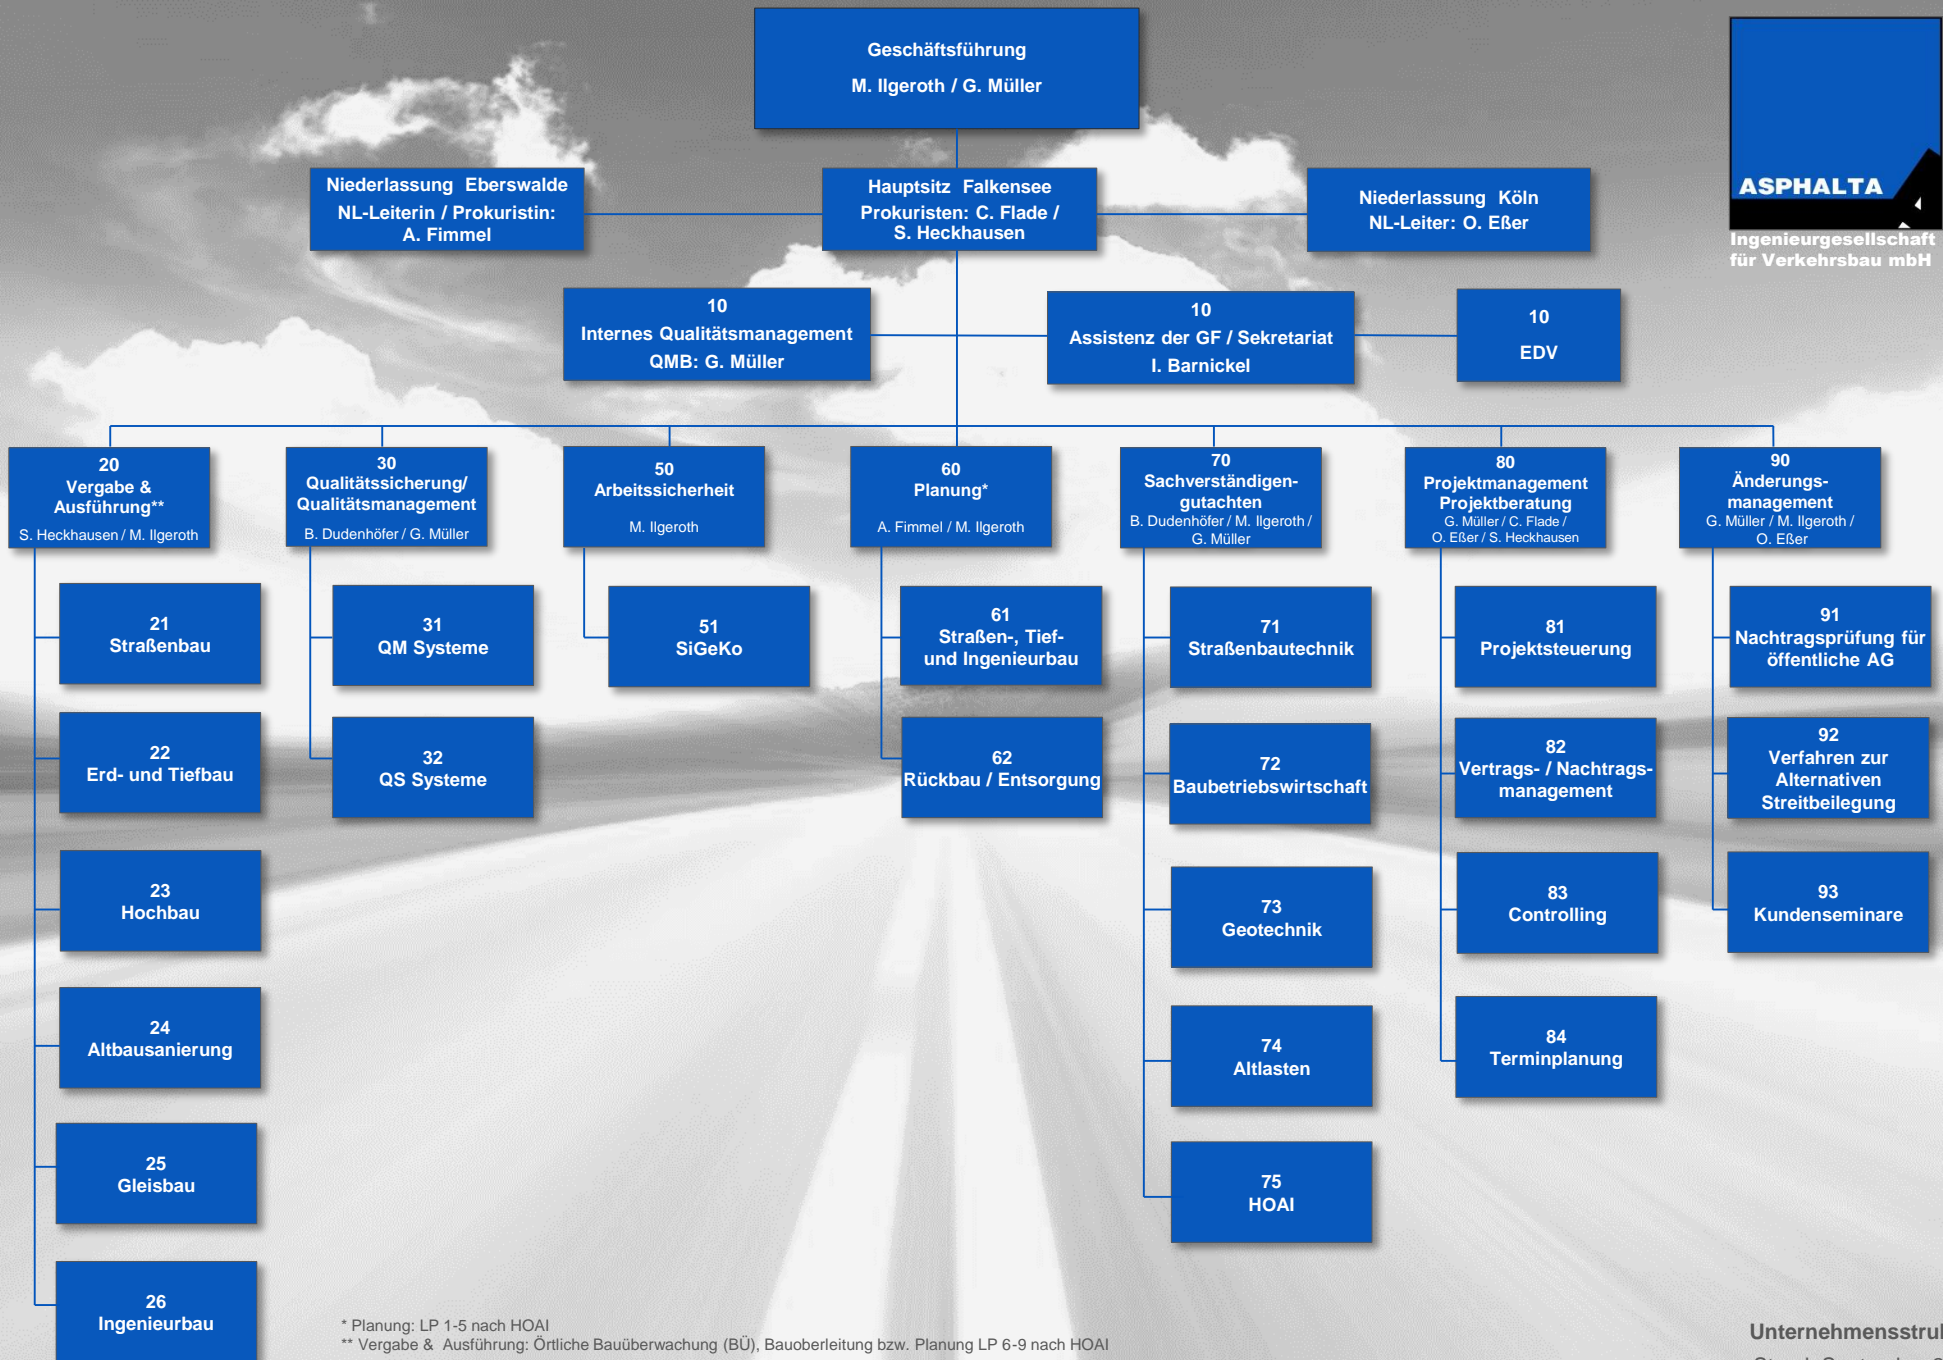 Geschäftsführung
M. Ilgeroth / G. Müller
ASPHALTA
Ingenieurgesellschaft
für Verkehrsbau mbH
Niederlassung Eberswalde
NL-Leiterin / Prokuristin:
A. Fimmel
Hauptsitz Falkensee
Prokuristen: C. Flade /
S. Heckhausen
Niederlassung Köln
NL-Leiter: O. Eßer
10
Internes Qualitätsmanagement
QMB: G. Müller
10
Assistenz der GF / Sekretariat
I. Barnickel
10
EDV
20
Vergabe &
Ausführung**
S. Heckhausen / M. Ilgeroth
21
Straßenbau
22
Erd- und Tiefbau
23
Hochbau
24
Altbausanierung
25
Gleisbau
26
Ingenieurbau
30
Qualitätssicherung/
Qualitätsmanagement
B. Dudenhöfer / G. Müller
31
QM Systeme
32
QS Systeme
50
Arbeitssicherheit
M. Ilgeroth
51
SiGeKo
60
Planung*
A. Fimmel / M. Ilgeroth
61
Straßen-, Tief-
und Ingenieurbau
62
Rückbau / Entsorgung
70
Sachverständigen-
gutachten
B. Dudenhöfer / M. Ilgeroth /
G. Müller
71
Straßenbautechnik
72
Baubetriebswirtschaft
73
Geotechnik
74
Altlasten
75
HOAI
80
Projektmanagement
Projektberatung
G. Müller / C. Flade /
O. Eßer / S. Heckhausen
81
Projektsteuerung
82
Vertrags- / Nachtrags-
management
83
Controlling
84
Terminplanung
90
Änderungs-
management
G. Müller / M. Ilgeroth /
O. Eßer
91
Nachtragsprüfung für
öffentliche AG
92
Verfahren zur
Alternativen
Streitbeilegung
93
Kundenseminare
* Planung: LP 1-5 nach HOAI
** Vergabe & Ausführung: Örtliche Bauüberwachung (BÜ), Bauoberleitung bzw. Planung LP 6-9 nach HOAI